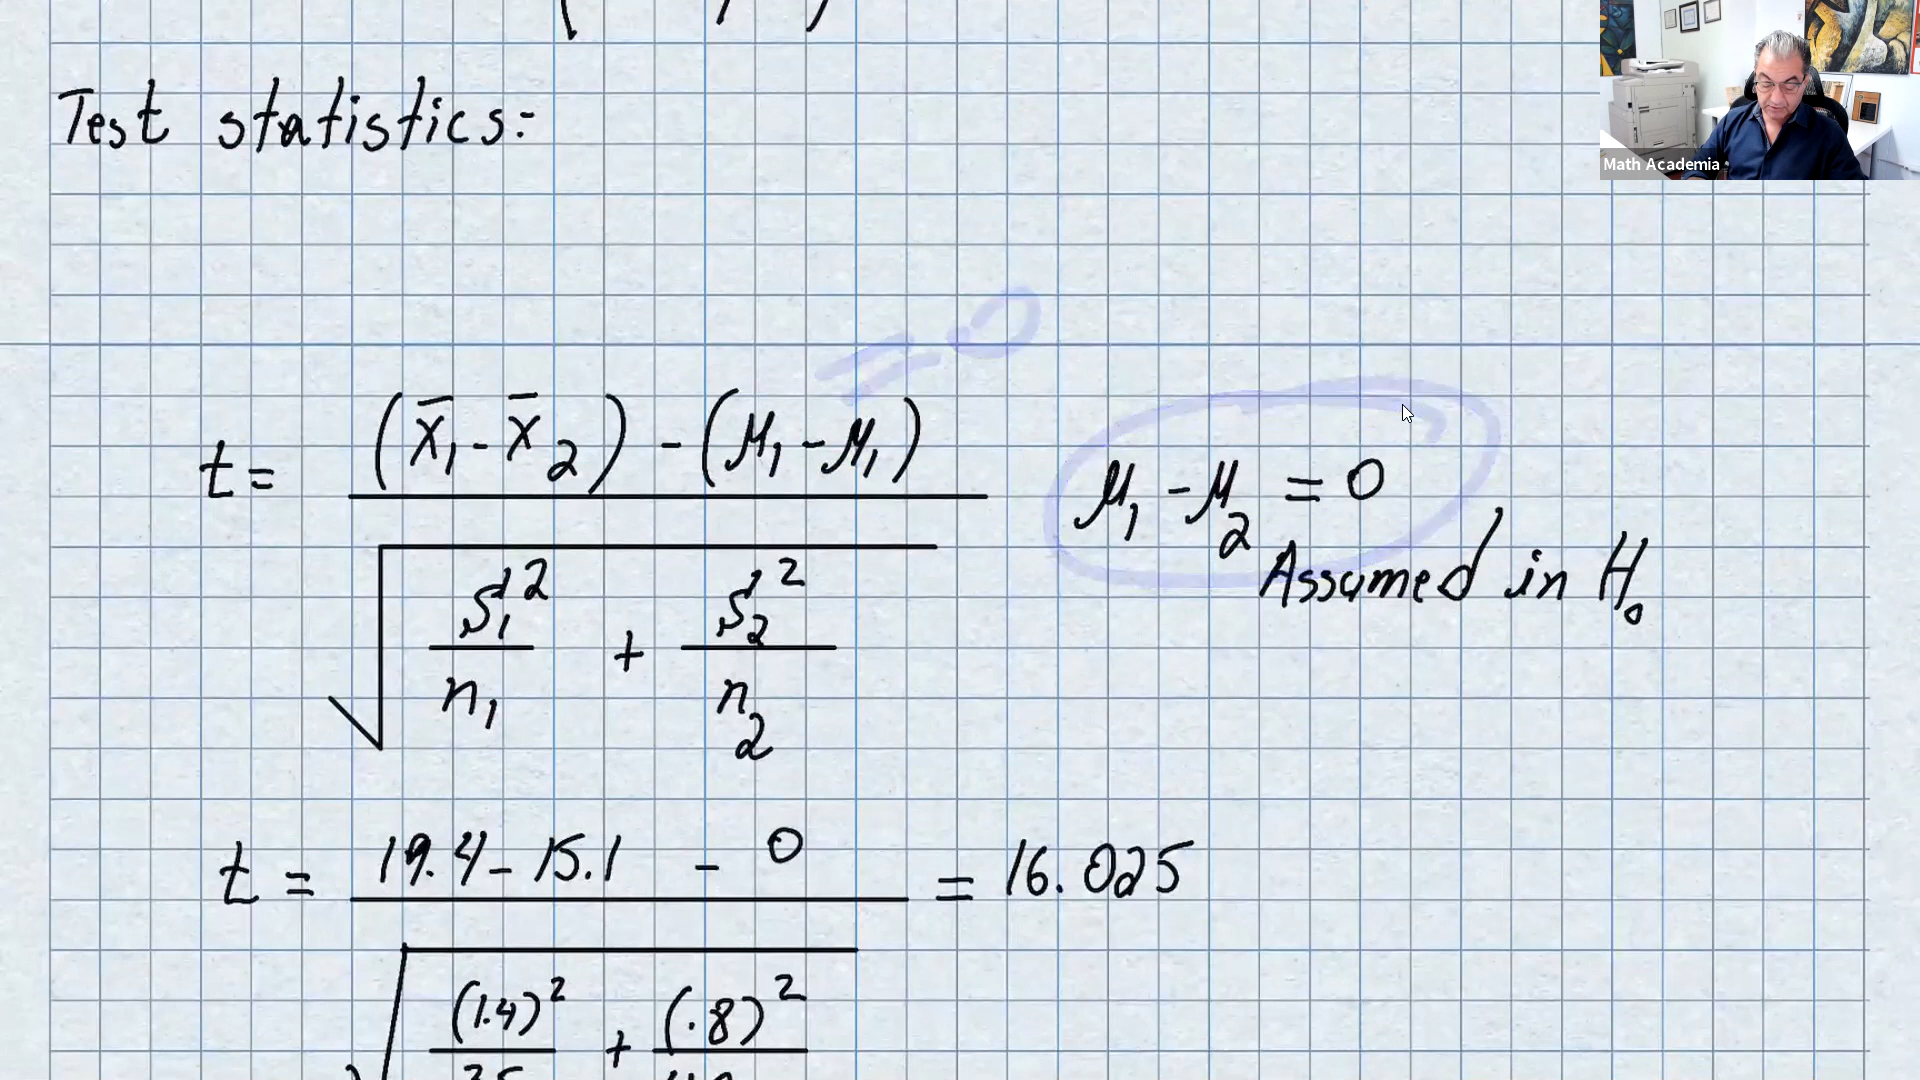 Math Academia
Test statistics:
= 0
t = (x̄₁ - x̄₂) - (μ₁ - μ₁)
√ S₁² / n₁ + S₂² / n₂
μ₁ - μ₂ = 0
Assumed in H₀
t = 19.4 - 15.1 - 0 = 16.025
√ (1.4)² + (.8)²